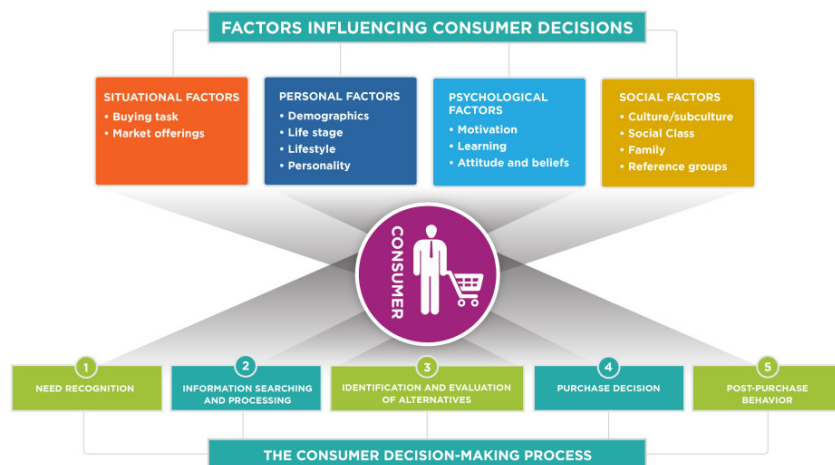 FACTORS INFLUENCING CONSUMER DECISIONS
SITUATIONAL FACTORS
• Buying task
• Market offerings
PERSONAL FACTORS
• Demographics
• Life stage
• Lifestyle
• Personality
PSYCHOLOGICAL
FACTORS
• Motivation
• Learning
• Attitude and beliefs
SOCIAL FACTORS
• Culture/subculture
• Social Class
• Family
• Reference groups
CONSUMER
1
NEED RECOGNITION
2
INFORMATION SEARCHING
AND PROCESSING
3
IDENTIFICATION AND EVALUATION
OF ALTERNATIVES
4
PURCHASE DECISION
5
POST-PURCHASE
BEHAVIOR
THE CONSUMER DECISION-MAKING PROCESS